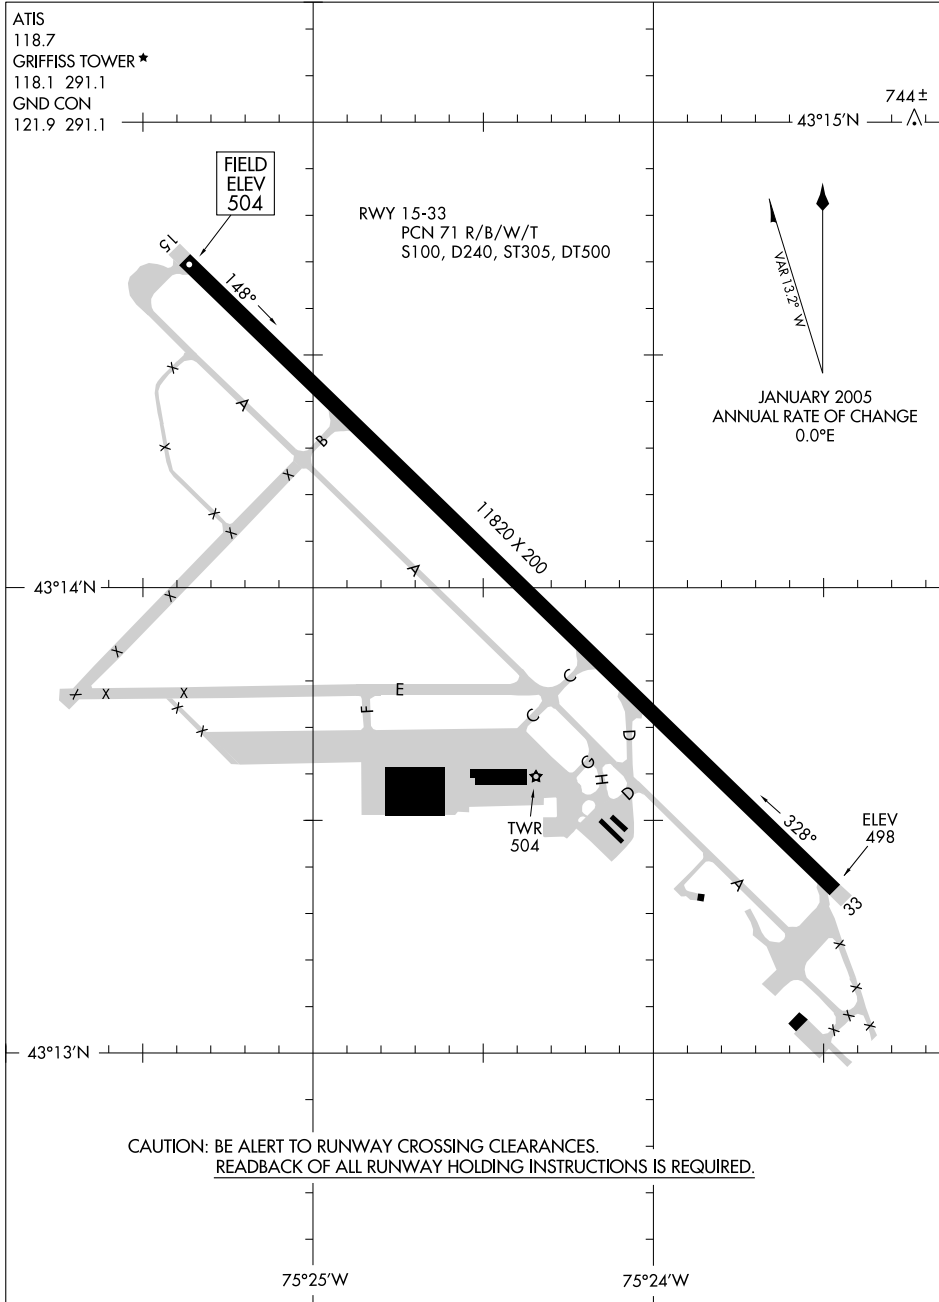 ATIS
118.7
GRIFFISS TOWER
118.1 291.1
GND CON
121.9 291.1
744±
43°15'N
FIELD
ELEV
504
RWY 15-33
PCN 71 R/B/W/T
S100, D240, ST305, DT500
15
148°
VAR 13.2° W
JANUARY 2005
ANNUAL RATE OF CHANGE
0.0°E
X
A
X
B
X
X
X
X
11820 X 200
A
43°14'N
X
X
X
X
X
E
C
X
F
C
X
D
G
H
D
TWR
504
328°
ELEV
498
A
33
X
X
X
X
X
43°13'N
CAUTION: BE ALERT TO RUNWAY CROSSING CLEARANCES.
READBACK OF ALL RUNWAY HOLDING INSTRUCTIONS IS REQUIRED.
75°25'W
75°24'W